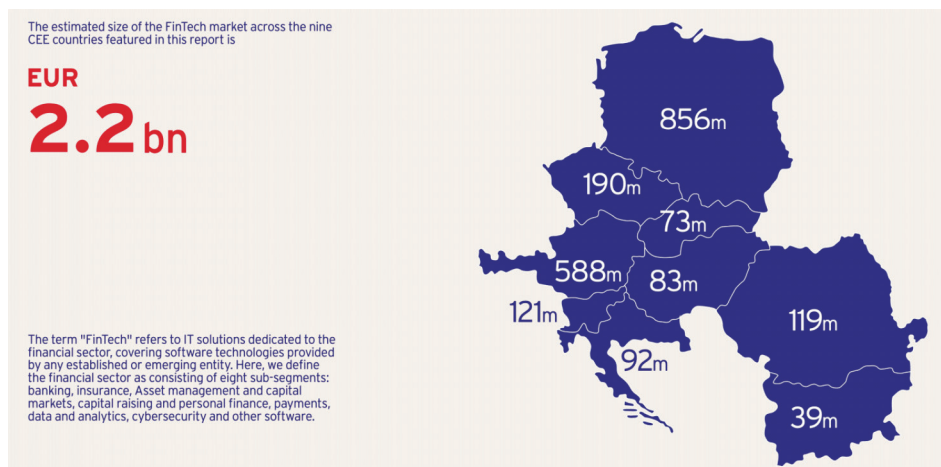 The estimated size of the FinTech market across the nine
CEE countries featured in this report is
EUR
2.2 bn
856m
190m
73m
588m
83m
121m
119m
92m
39m
The term "FinTech" refers to IT solutions dedicated to the
financial sector, covering software technologies provided
by any established or emerging entity. Here, we define
the financial sector as consisting of eight sub-segments:
banking, insurance, Asset management and capital
markets, capital raising and personal finance, payments,
data and analytics, cybersecurity and other software.